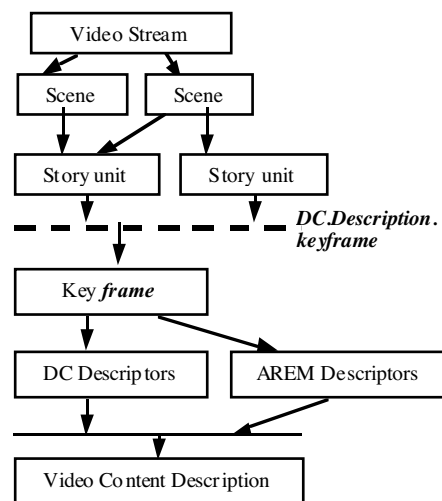 Video Stream
Scene
Scene
Story unit
Story unit
DC.Description.
keyframe
Key frame
DC Descriptors
AREM Descriptors
Video Content Description